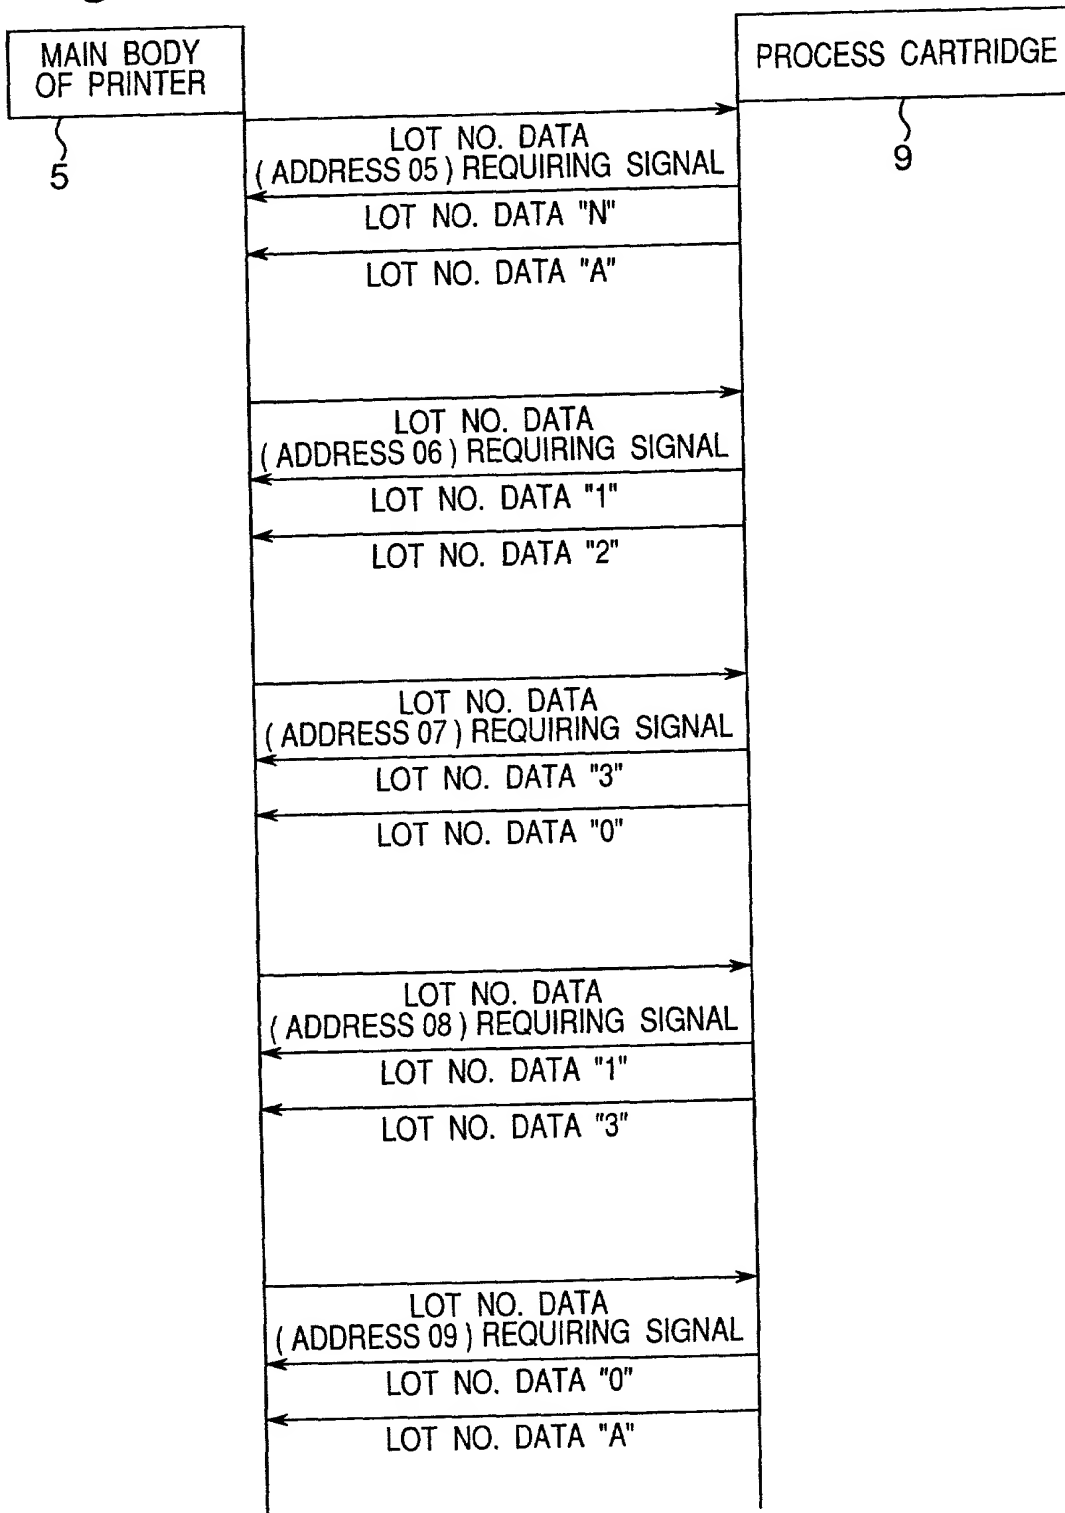 MAIN BODY
OF PRINTER
PROCESS CARTRIDGE
5
9
LOT NO. DATA
( ADDRESS 05 ) REQUIRING SIGNAL
LOT NO. DATA "N"
LOT NO. DATA "A"
LOT NO. DATA
( ADDRESS 06 ) REQUIRING SIGNAL
LOT NO. DATA "1"
LOT NO. DATA "2"
LOT NO. DATA
( ADDRESS 07 ) REQUIRING SIGNAL
LOT NO. DATA "3"
LOT NO. DATA "0"
LOT NO. DATA
( ADDRESS 08 ) REQUIRING SIGNAL
LOT NO. DATA "1"
LOT NO. DATA "3"
LOT NO. DATA
( ADDRESS 09 ) REQUIRING SIGNAL
LOT NO. DATA "0"
LOT NO. DATA "A"